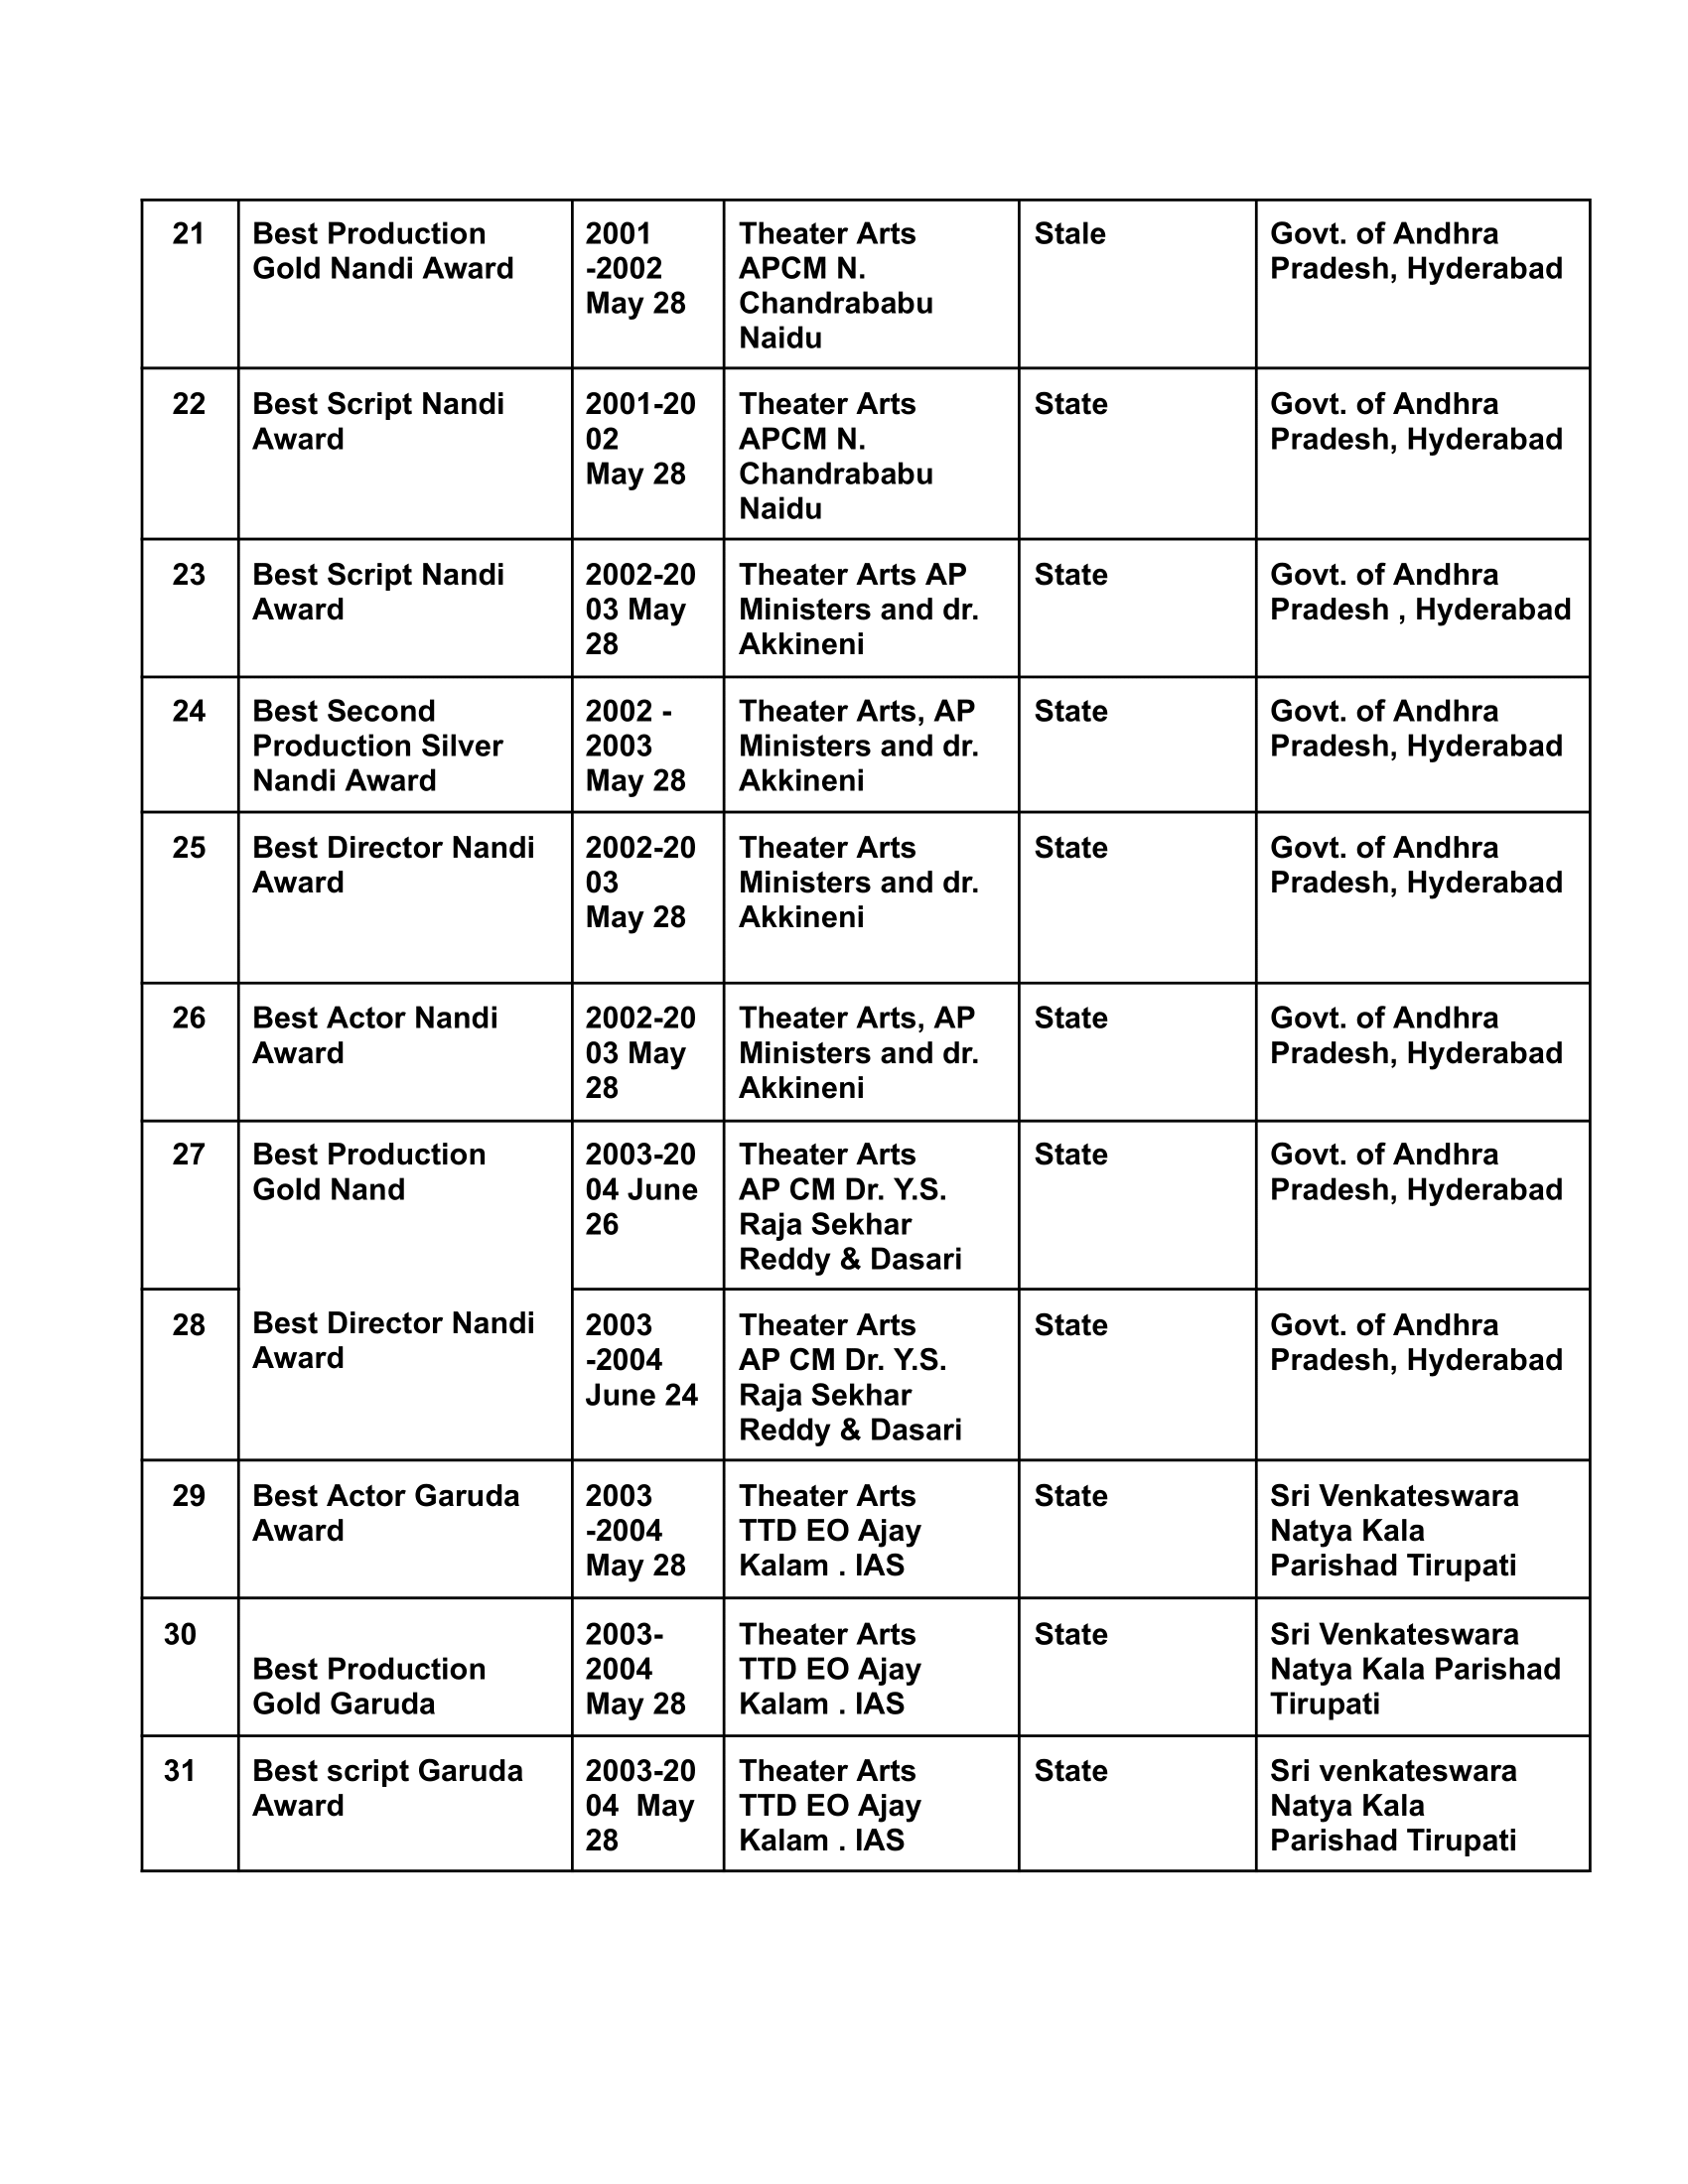 21
Best Production
Gold Nandi Award
2001
-2002
May 28
Theater Arts
APCM N.
Chandrababu
Naidu
Stale
Govt. of Andhra
Pradesh, Hyderabad
22
Best Script Nandi
Award
2001-20
02
May 28
Theater Arts
APCM N.
Chandrababu
Naidu
State
Govt. of Andhra
Pradesh, Hyderabad
23
Best Script Nandi
Award
2002-20
03 May
28
Theater Arts AP
Ministers and dr.
Akkineni
State
Govt. of Andhra
Pradesh , Hyderabad
24
Best Second
Production Silver
Nandi Award
2002 -
2003
May 28
Theater Arts, AP
Ministers and dr.
Akkineni
State
Govt. of Andhra
Pradesh, Hyderabad
25
Best Director Nandi
Award
2002-20
03
May 28
Theater Arts
Ministers and dr.
Akkineni
State
Govt. of Andhra
Pradesh, Hyderabad
26
Best Actor Nandi
Award
2002-20
03 May
28
Theater Arts, AP
Ministers and dr.
Akkineni
State
Govt. of Andhra
Pradesh, Hyderabad
27
Best Production
Gold Nand
2003-20
04 June
26
Theater Arts
AP CM Dr. Y.S.
Raja Sekhar
Reddy & Dasari
State
Govt. of Andhra
Pradesh, Hyderabad
28
Best Director Nandi
Award
2003
-2004
June 24
Theater Arts
AP CM Dr. Y.S.
Raja Sekhar
Reddy & Dasari
State
Govt. of Andhra
Pradesh, Hyderabad
29
Best Actor Garuda
Award
2003
-2004
May 28
Theater Arts
TTD EO Ajay
Kalam . IAS
State
Sri Venkateswara
Natya Kala
Parishad Tirupati
30
Best Production
Gold Garuda
2003-
2004
May 28
Theater Arts
TTD EO Ajay
Kalam . IAS
State
Sri Venkateswara
Natya Kala Parishad
Tirupati
31
Best script Garuda
Award
2003-20
04  May
28
Theater Arts
TTD EO Ajay
Kalam . IAS
State
Sri venkateswara
Natya Kala
Parishad Tirupati